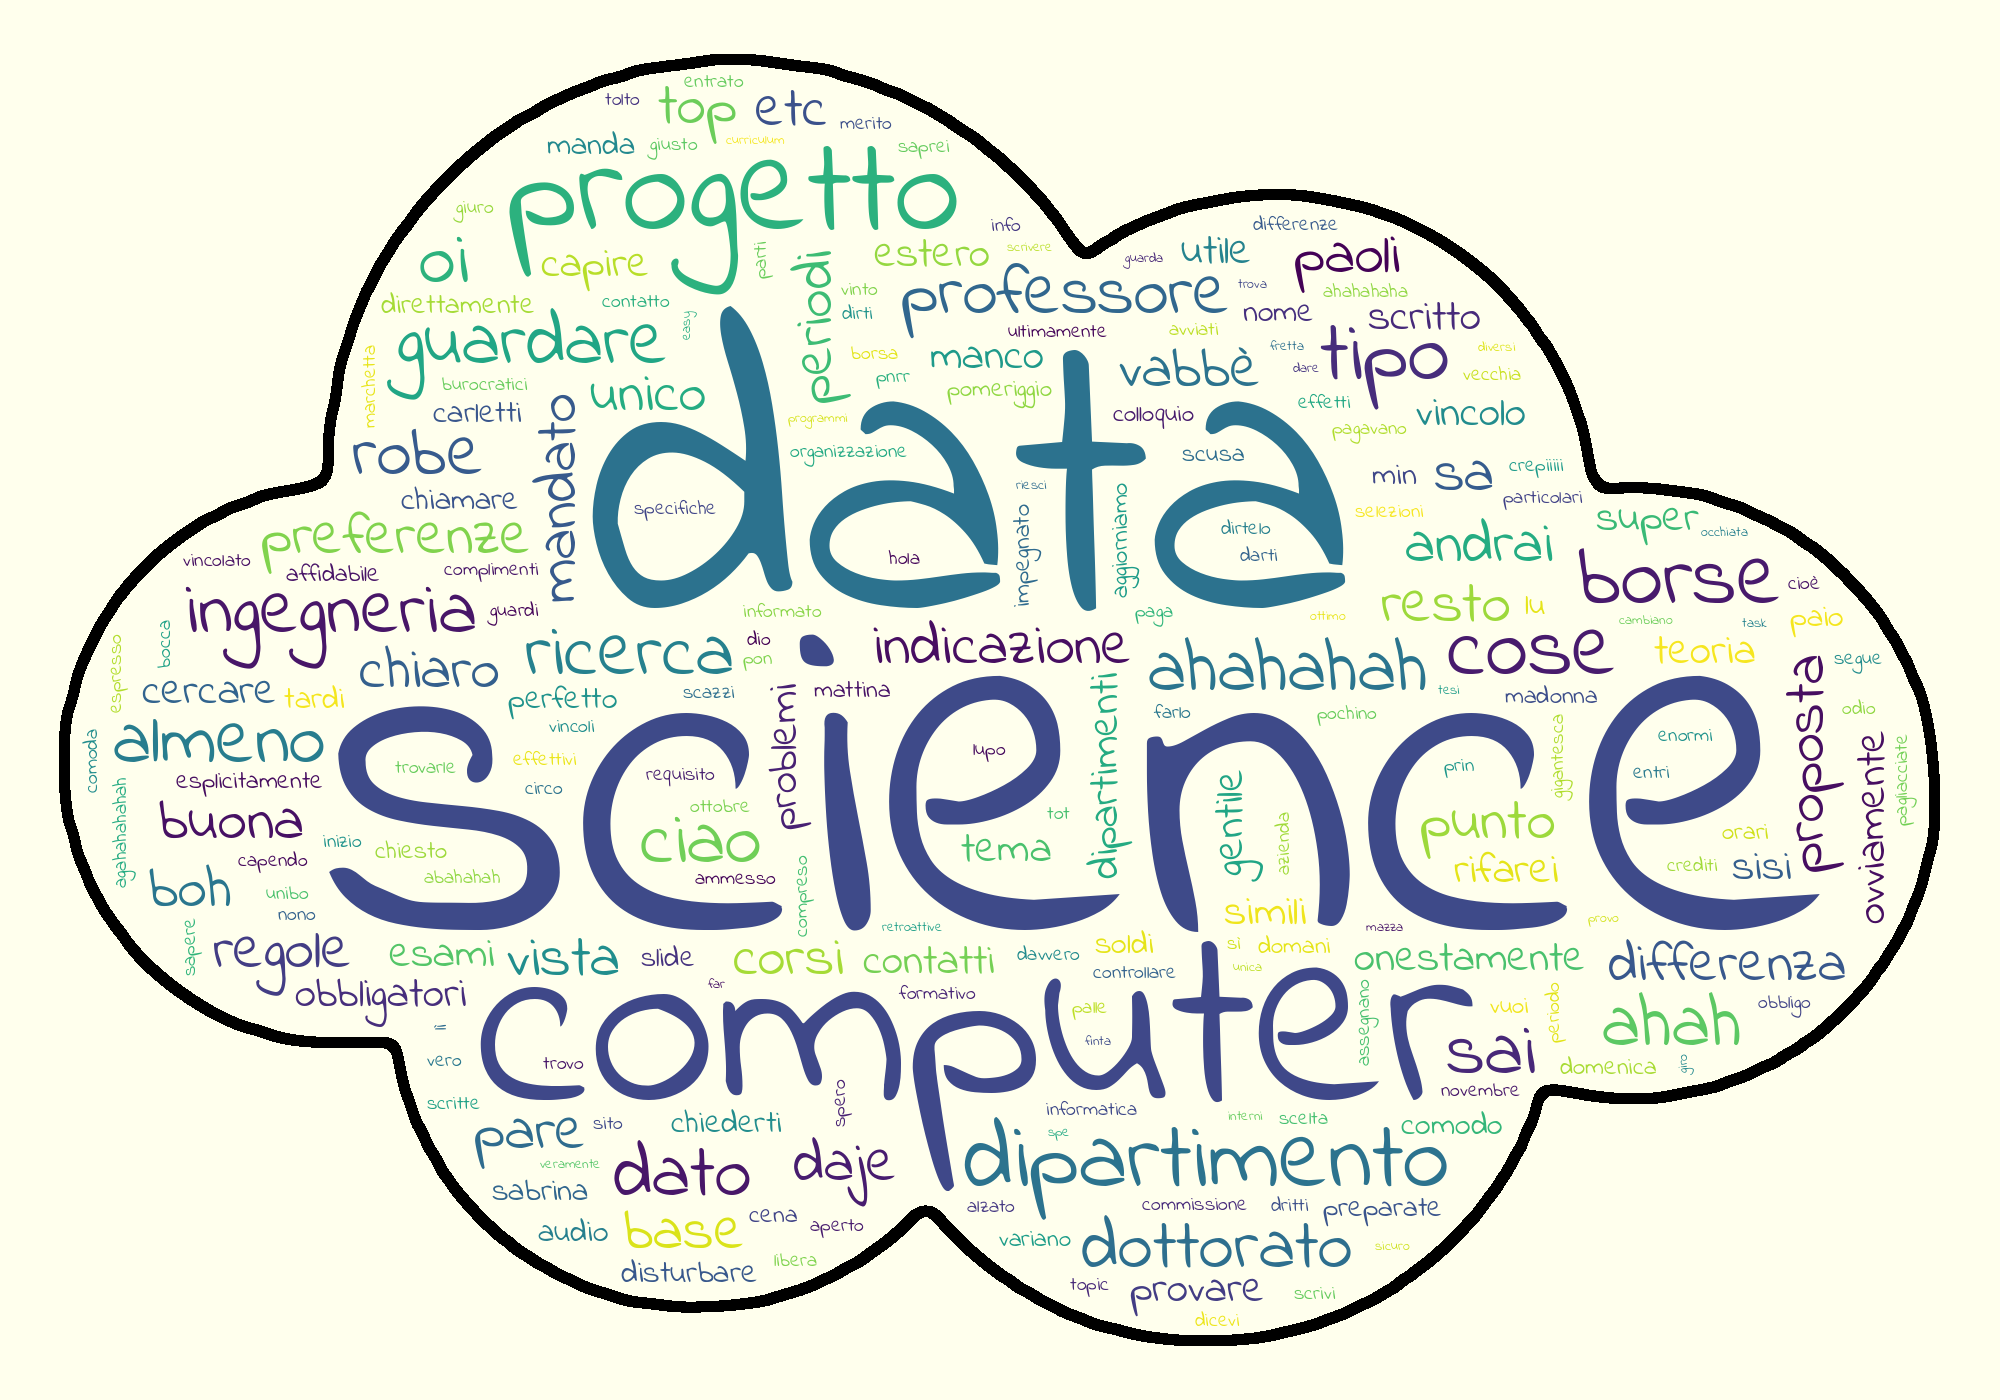 entrato
tolto
top
etc
merito
manda
giusto
curriculum
saprei
progetto
giuro
info
differenze
oi
capire
parti
periodi
estero
scrivere
guarda
utile
paoli
direttamente
contatto
easy
vinto
dirti
professore
trova
ahahahaha
nome
scritto
guardare
ultimamente
avviati
marchetta
burocratici
unico
borsa
manco
vabbè
fretta
tipo
diversi
dare
vecchia
pnrr
pomeriggio
carletti
mandato
programmi
colloquio
effetti
vincolo
pagavano
robe
data
organizzazione
scusa
min
sa
crepiiiii
chiamare
specifiche
riesci
particolari
impegnato
aggiorniamo
selezioni
super
preferenze
dirtelo
andrai
occhiata
vincolato
affidabile
complimenti
hola
darti
borse
cioè
ingegneria
guardi
informato
paga
ottimo
resto
lu
cambiano
task
paio
espresso
bocca
ricerca
dio
pon
indicazione
ahahahah
cose
teoria
proposta
segue
chiaro
cercare
tardi
perfetto
scazzi
problemi
mattina
dipartimenti
tesi
madonna
vincoli
farlo
pochino
odio
comoda
almeno
science
trovarle
effettivi
lupo
gigantesca
enormi
ovviamente
pagliacciate
esplicitamente
circo
requisito
gentile
prin
entri
agahahahahah
buona
ottobre
ciao
tot
azienda
punto
orari
inizio
chiesto
tema
capendo
abahahah
ammesso
compreso
rifarei
crediti
sisi
boh
unibo
nono
retroattive
simili
mazza
provo
sapere
regole
esami
vista
slide
corsi
contatti
davvero
soldi
si
domani
onestamente
differenza
controllare
unica
obbligatori
far
formativo
computer
palle
assegnano
vuoi
periodo
ahah
obbligo
finta
vero
trovo
sai
domenica
giro
scritte
spero
novembre
informatica
interni
scelta
comodo
pare
sito
chiederti
spe
veramente
dato
daje
dipartimento
sabrina
alzato
commissione
dritti
preparate
audio
base
cena
aperto
variano
dottorato
sicuro
disturbare
libera
topic
provare
scrivi
dicevi